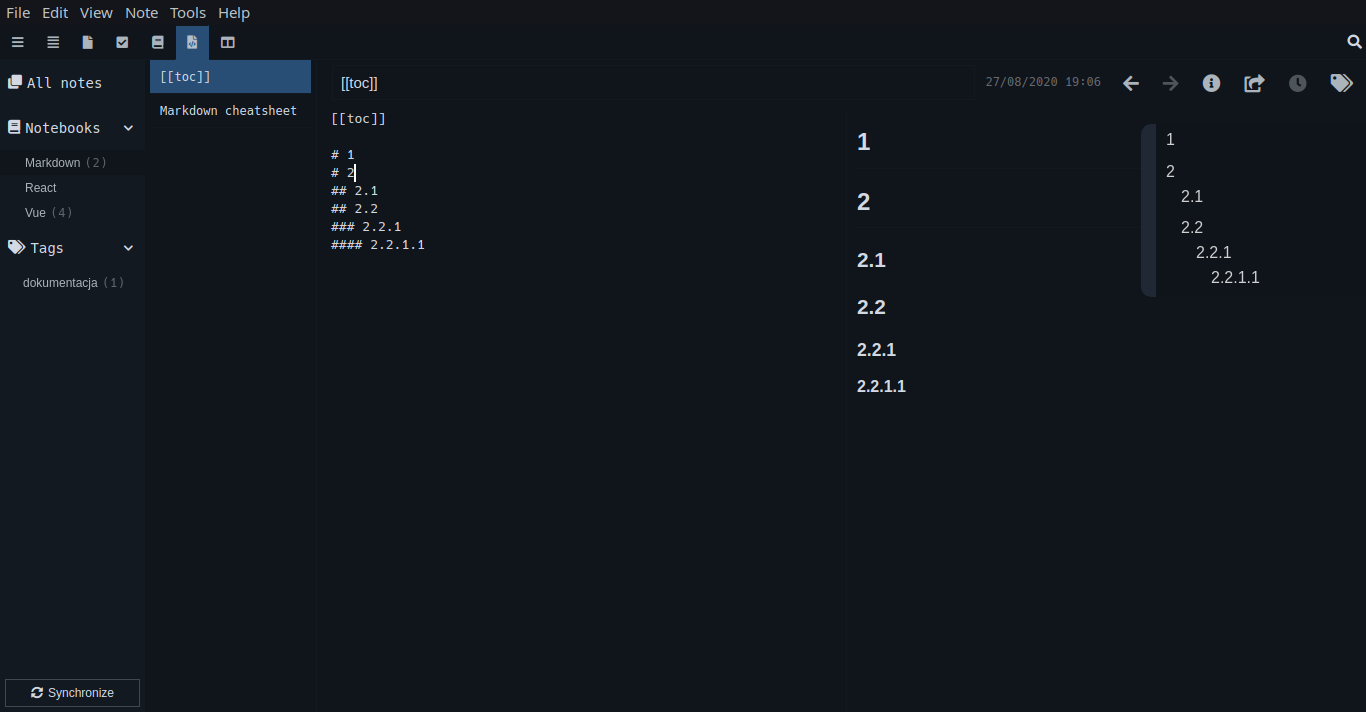 File Edit View Note Tools Help
All notes
Notebooks
Markdown (2)
React
Vue (4)
Tags
dokumentacja (1)
Synchronize
[[toc]]
Markdown cheatsheet
[[toc]]
27/08/2020 19:06
[[toc]]
# 1
# 2
## 2.1
## 2.2
### 2.2.1
#### 2.2.1.1
1
2
2.1
2.2
2.2.1
2.2.1.1
1
2
2.1
2.2
2.2.1
2.2.1.1